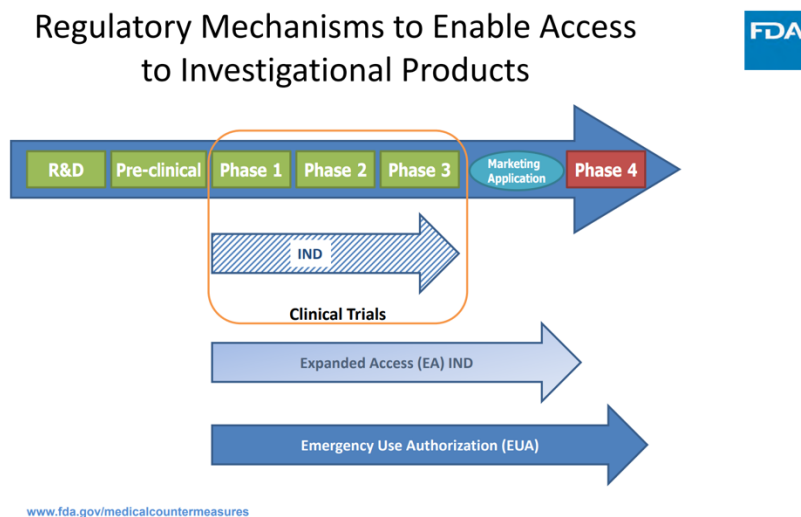 Regulatory Mechanisms to Enable Access
to Investigational Products
FDA
R&D
Pre-clinical
Phase 1
Phase 2
Phase 3
Marketing
Application
Phase 4
IND
Clinical Trials
Expanded Access (EA) IND
Emergency Use Authorization (EUA)
www.fda.gov/medicalcountermeasures